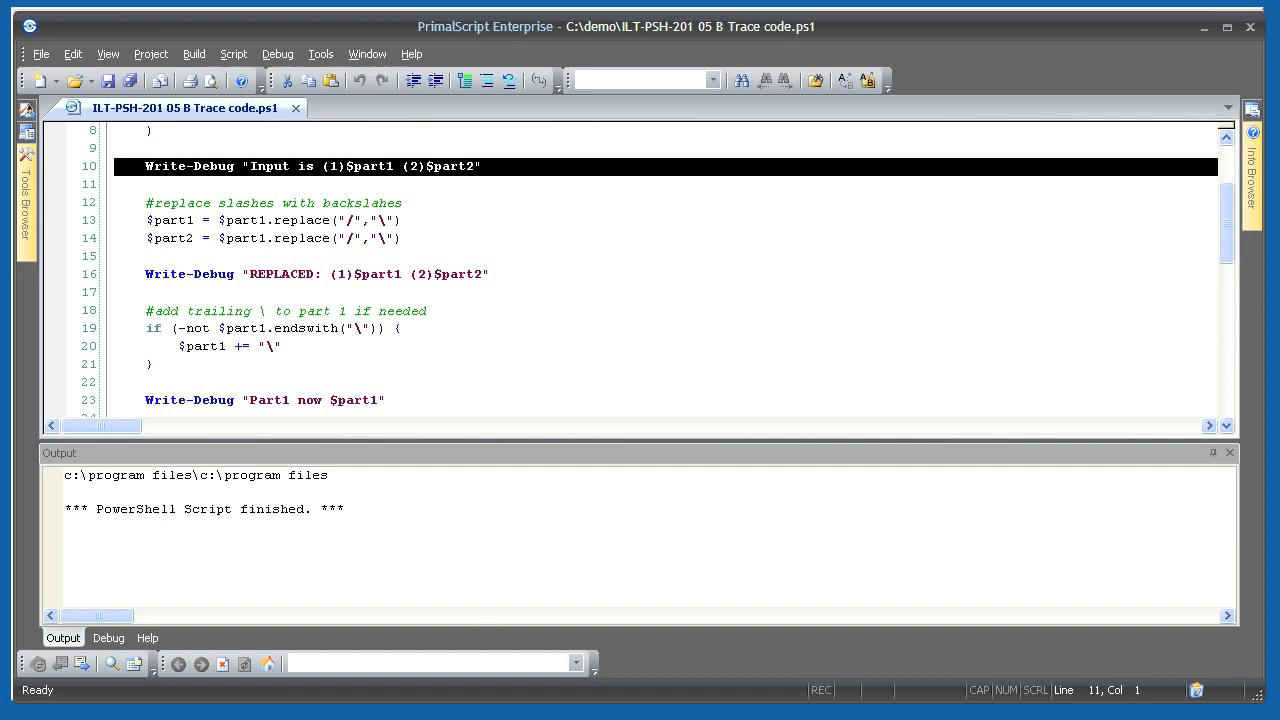 PrimalScript Enterprise - C:\demo\ILT-PSH-201 05 B Trace code.ps1
File Edit View Project Build Script Debug Tools Window Help
ILT-PSH-201 05 B Trace code.ps1
8 )
9
10 Write-Debug "Input is (1)$part1 (2)$part2"
11
12 #replace slashes with backslahes
13 $part1 = $part1.replace("/","\")
14 $part2 = $part1.replace("/","\")
15
16 Write-Debug "REPLACED: (1)$part1 (2)$part2"
17
18 #add trailing \ to part 1 if needed
19 if (-not $part1.endswith("\")) {
20 $part1 += "\"
21 }
22
23 Write-Debug "Part1 now $part1"
Tools Browser
Info Browser
Output
c:\program files\c:\program files
*** PowerShell Script finished. ***
Output Debug Help
Ready REC CAP NUM SCRL Line 11, Col 1